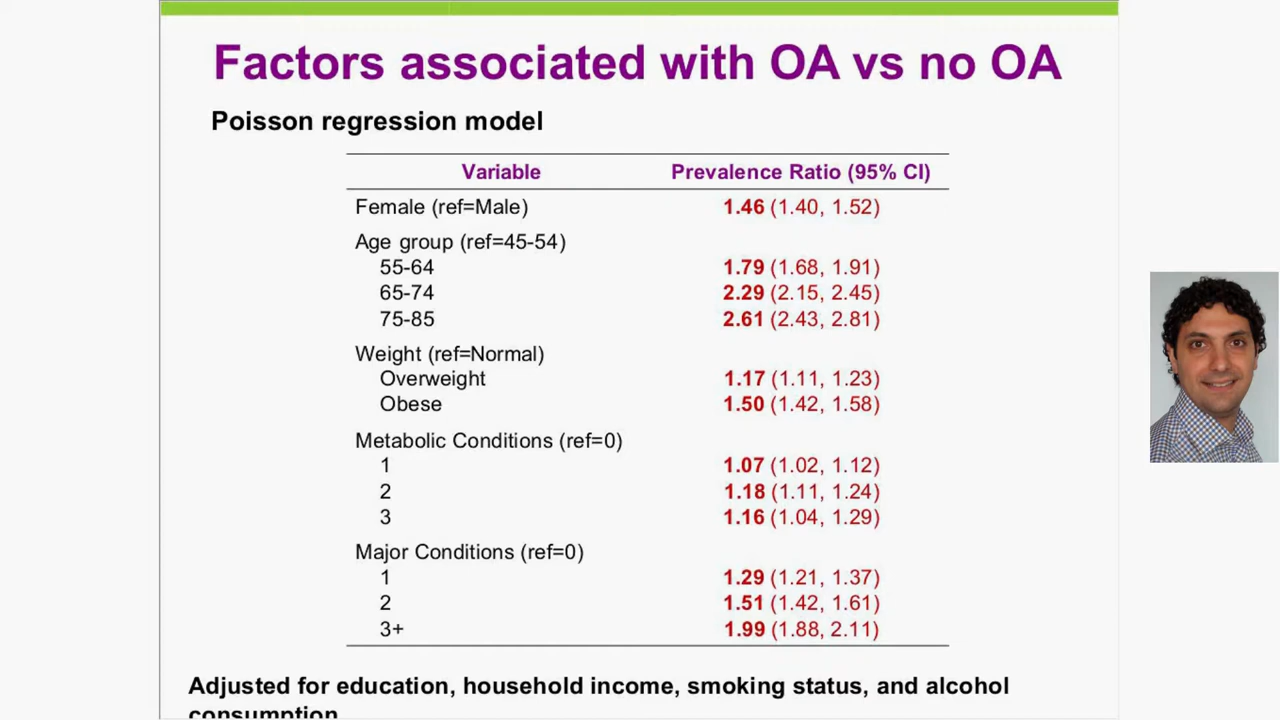 Factors associated with OA vs no OA
Poisson regression model
Variable Prevalence Ratio (95% CI)
Female (ref=Male) 1.46 (1.40, 1.52)
Age group (ref=45-54)
55-64 1.79 (1.68, 1.91)
65-74 2.29 (2.15, 2.45)
75-85 2.61 (2.43, 2.81)
Weight (ref=Normal)
Overweight 1.17 (1.11, 1.23)
Obese 1.50 (1.42, 1.58)
Metabolic Conditions (ref=0)
1 1.07 (1.02, 1.12)
2 1.18 (1.11, 1.24)
3 1.16 (1.04, 1.29)
Major Conditions (ref=0)
1 1.29 (1.21, 1.37)
2 1.51 (1.42, 1.61)
3+ 1.99 (1.88, 2.11)
Adjusted for education, household income, smoking status, and alcohol
consumption